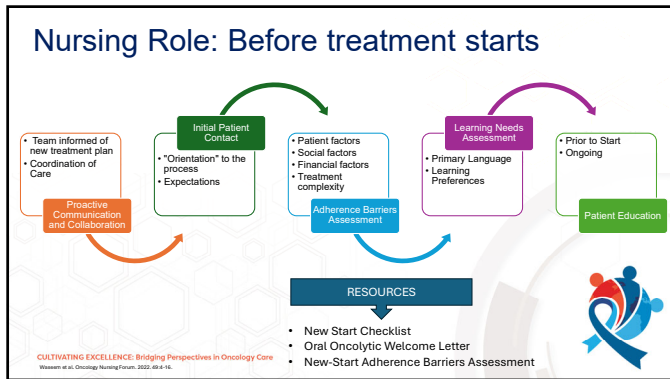 Nursing Role: Before treatment starts
• Team informed of
new treatment plan
• Coordination of
Care
Proactive
Communication
and Collaboration
Initial Patient
Contact
• "Orientation" to the
process
• Expectations
• Patient factors
• Social factors
• Financial factors
• Treatment
complexity
Adherence Barriers
Assessment
Learning Needs
Assessment
• Primary Language
• Learning
Preferences
• Prior to Start
• Ongoing
Patient Education
RESOURCES
• New Start Checklist
• Oral Oncolytic Welcome Letter
• New-Start Adherence Barriers Assessment
CULTIVATING EXCELLENCE: Bridging Perspectives in Oncology Care
Waseem et al. Oncology Nursing Forum. 2022. 49:4-16.